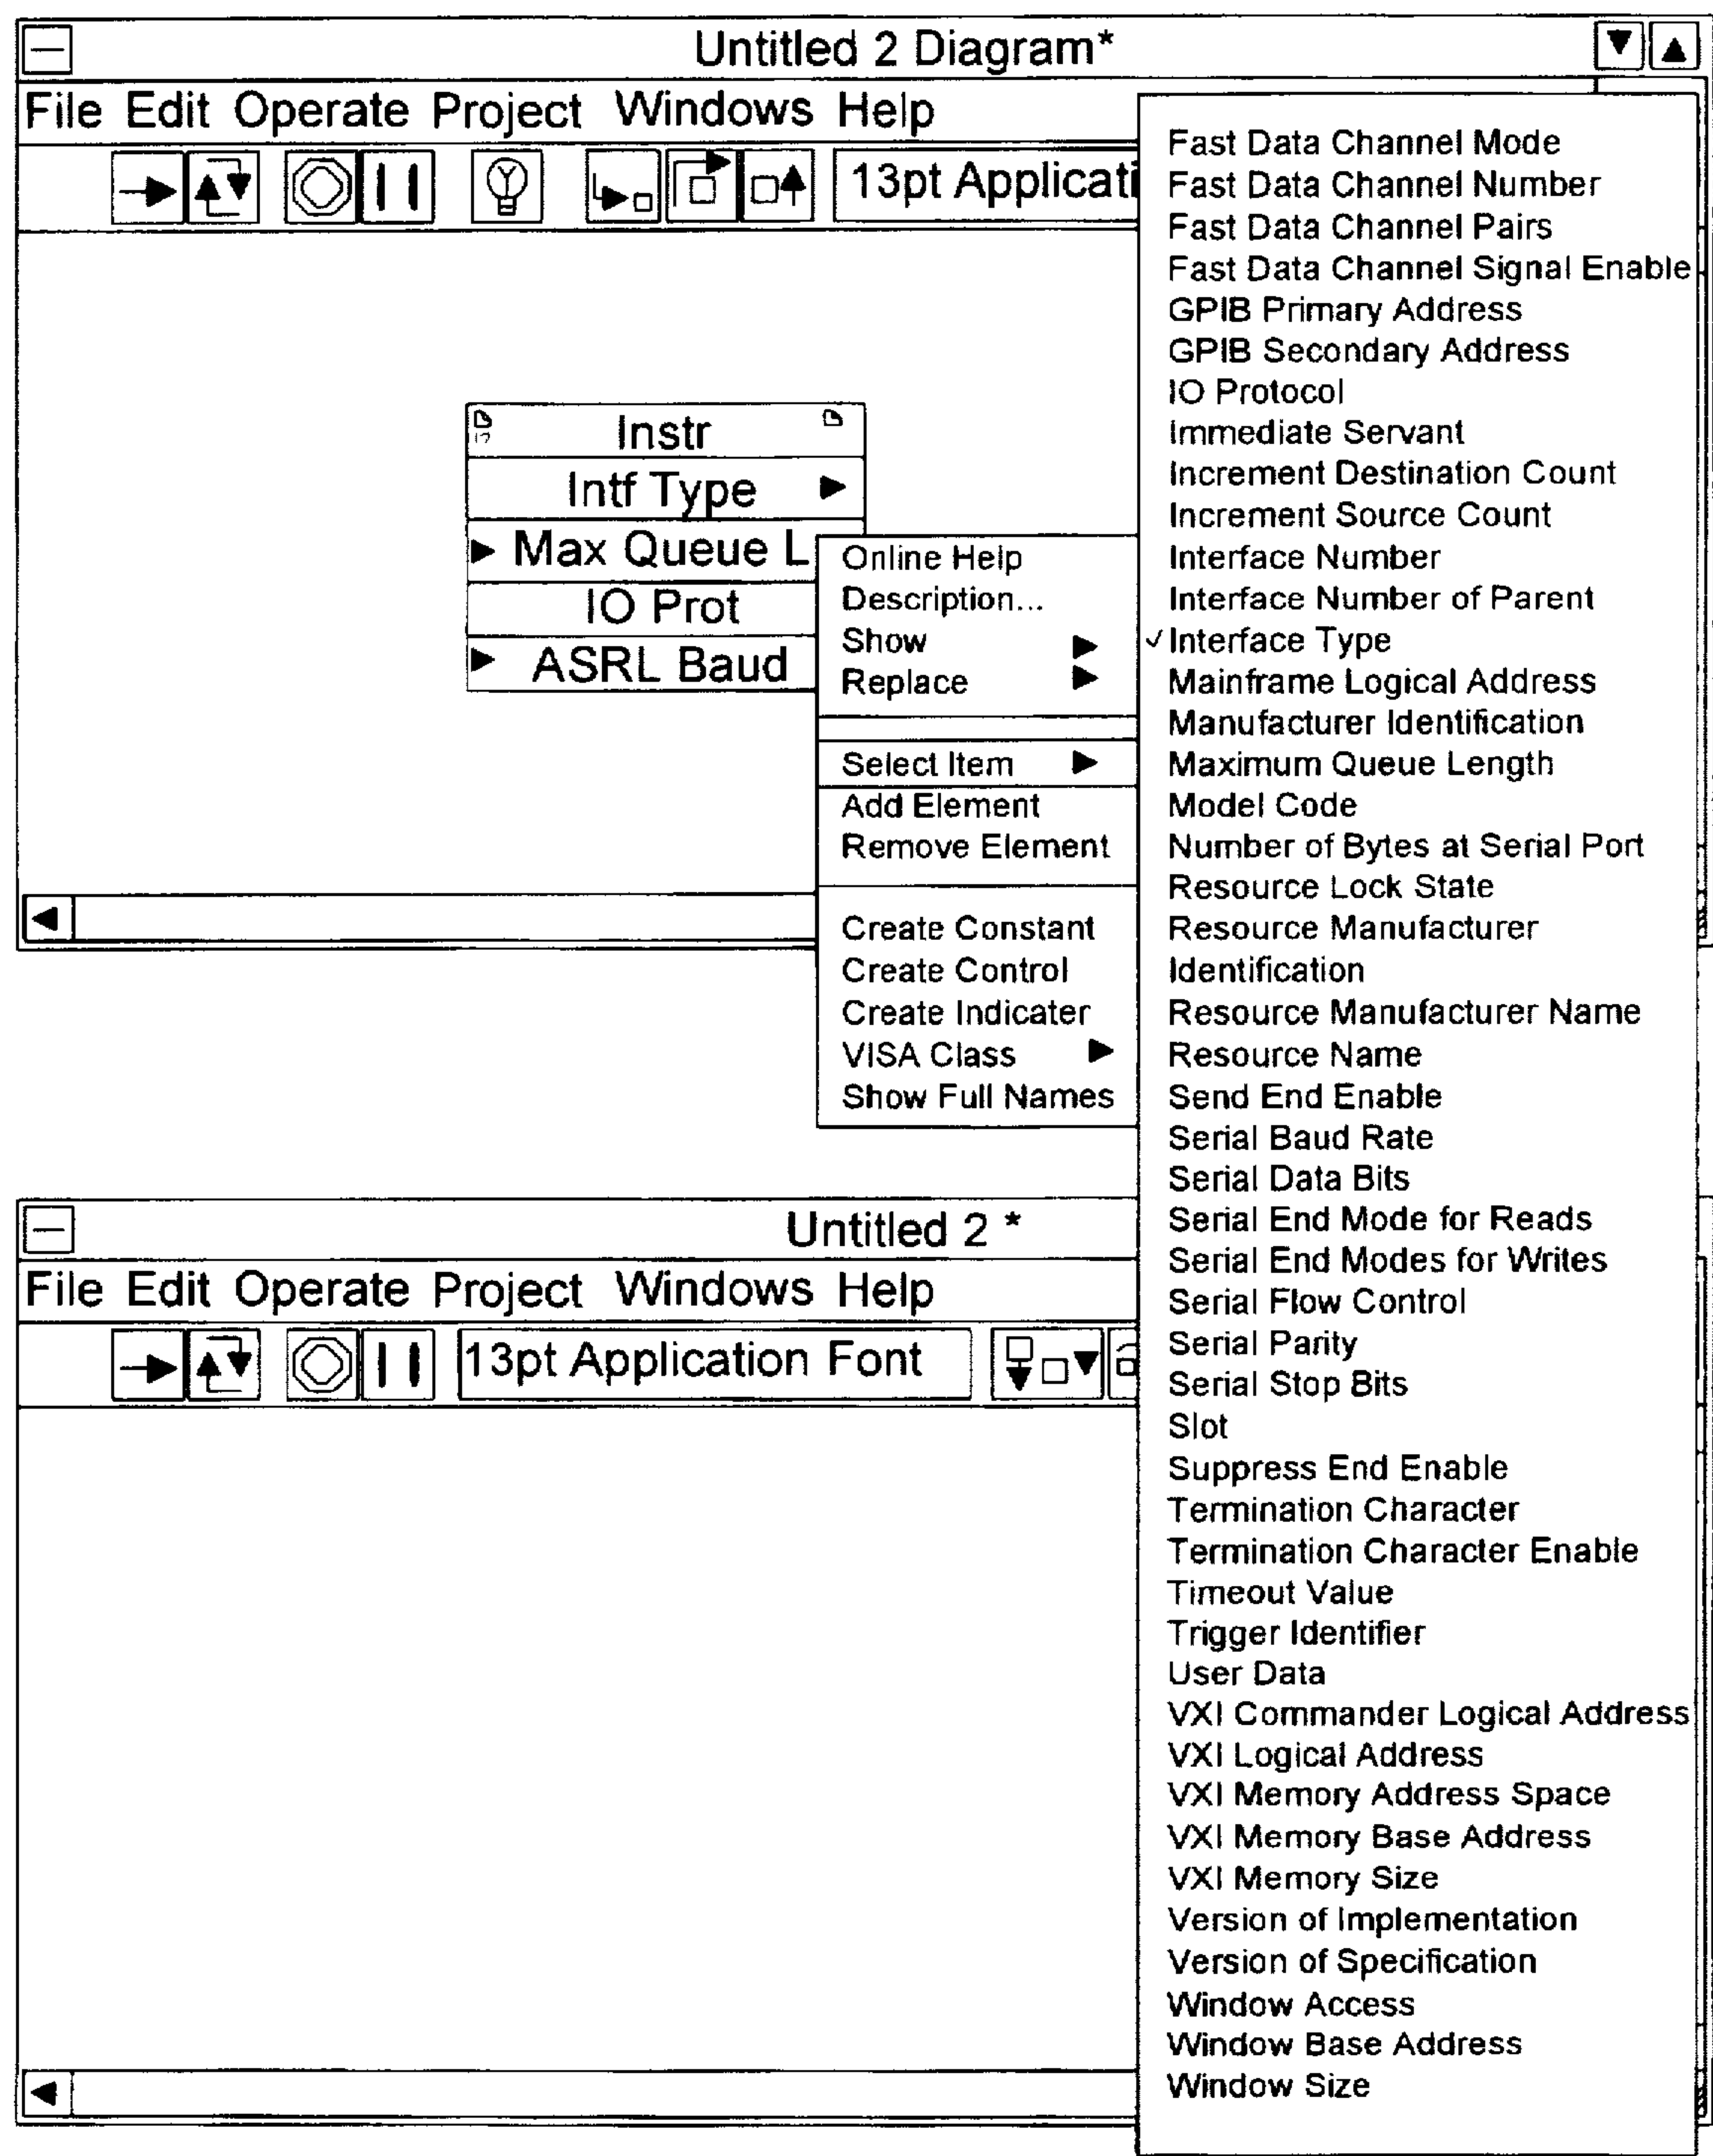 Untitled 2 Diagram*
File Edit Operate Project Windows Help
13pt Applicati
Instr
Intf Type
Max Queue L
IO Prot
ASRL Baud
Online Help
Description...
Show
Replace
Select Item
Add Element
Remove Element
Create Constant
Create Control
Create Indicater
VISA Class
Show Full Names
Fast Data Channel Mode
Fast Data Channel Number
Fast Data Channel Pairs
Fast Data Channel Signal Enable
GPIB Primary Address
GPIB Secondary Address
IO Protocol
Immediate Servant
Increment Destination Count
Increment Source Count
Interface Number
Interface Number of Parent
✓Interface Type
Mainframe Logical Address
Manufacturer Identification
Maximum Queue Length
Model Code
Number of Bytes at Serial Port
Resource Lock State
Resource Manufacturer
Identification
Resource Manufacturer Name
Resource Name
Send End Enable
Serial Baud Rate
Serial Data Bits
Serial End Mode for Reads
Serial End Modes for Writes
Serial Flow Control
Serial Parity
Serial Stop Bits
Slot
Suppress End Enable
Termination Character
Termination Character Enable
Timeout Value
Trigger Identifier
User Data
VXI Commander Logical Address
VXI Logical Address
VXI Memory Address Space
VXI Memory Base Address
VXI Memory Size
Version of Implementation
Version of Specification
Window Access
Window Base Address
Window Size
Untitled 2 *
File Edit Operate Project Windows Help
13pt Application Font